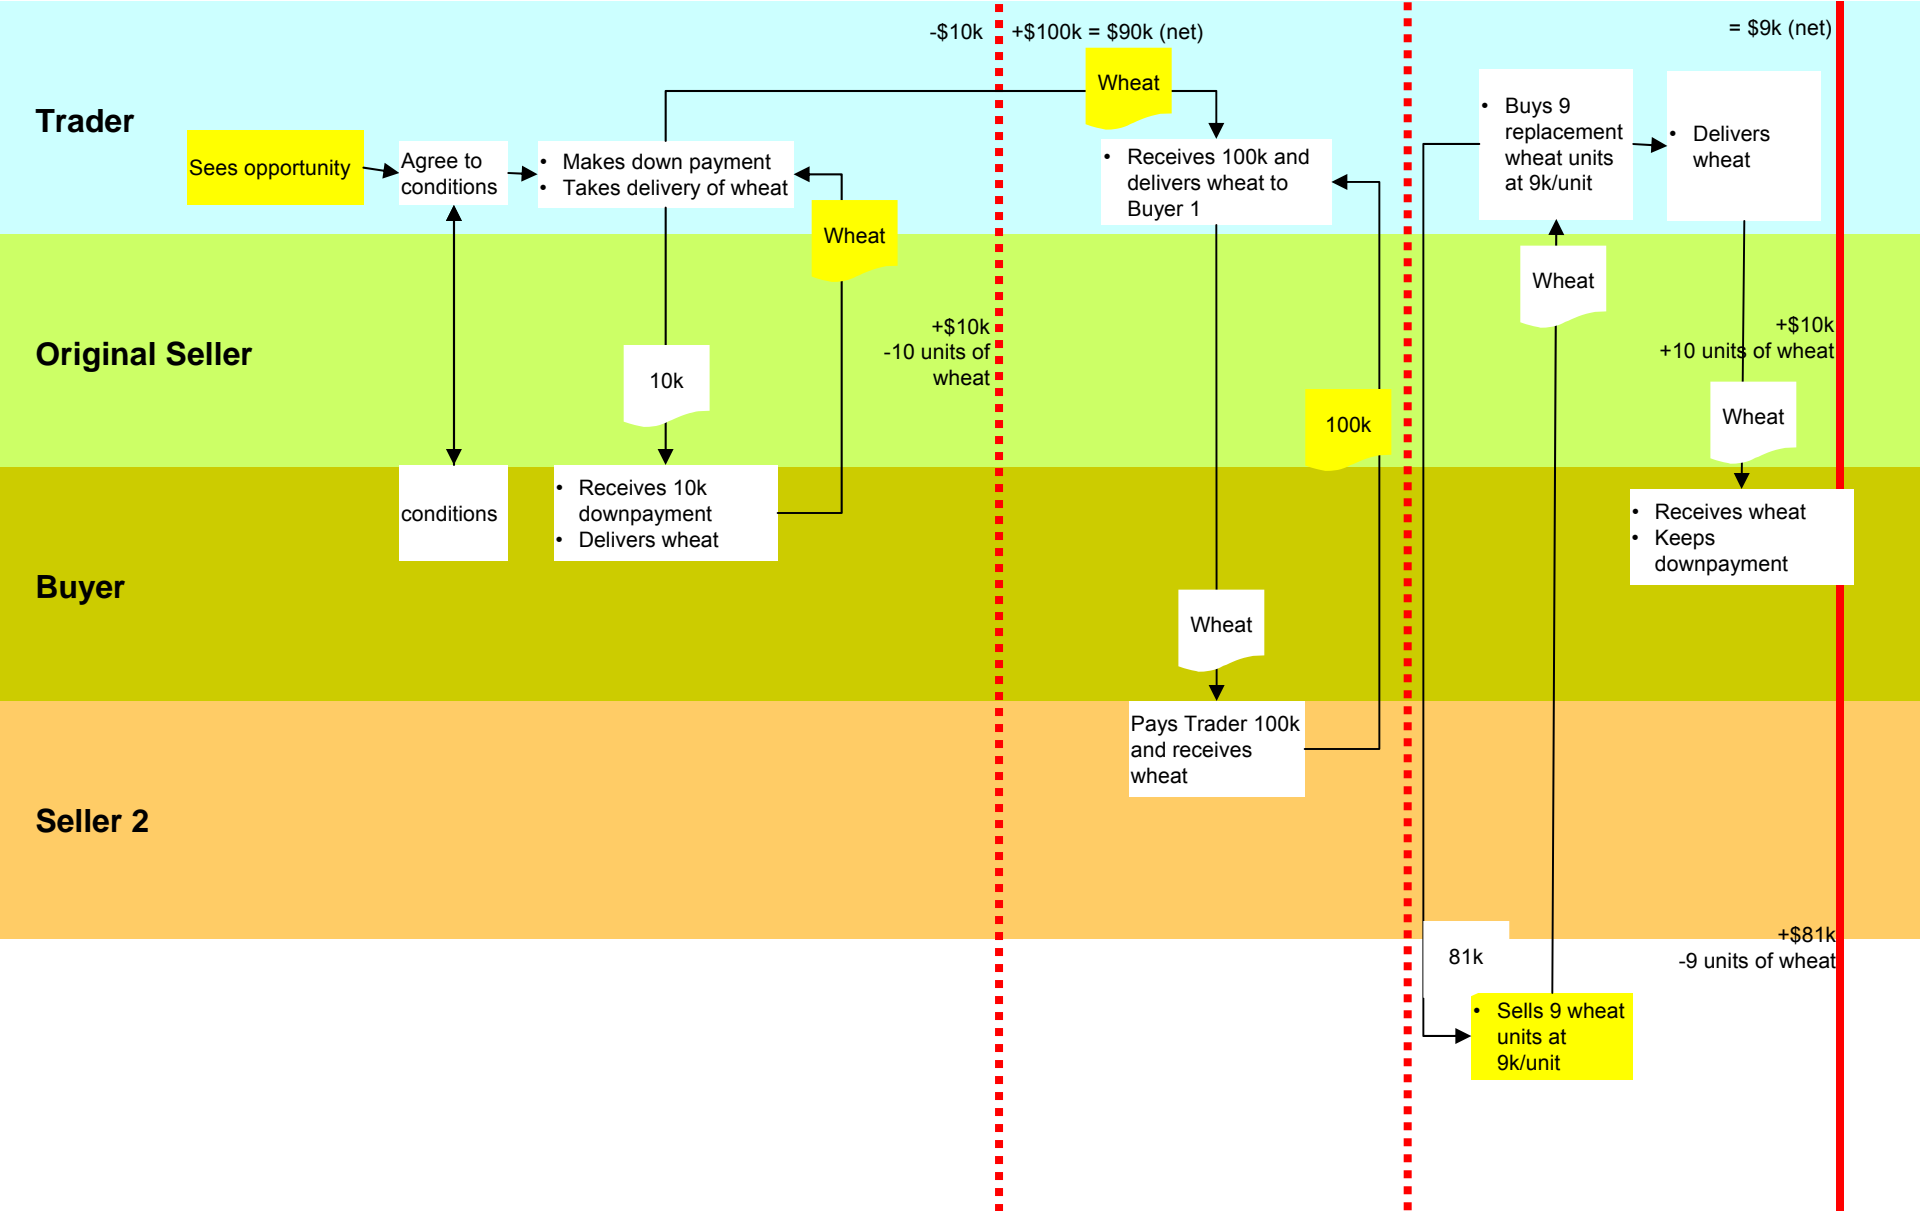 -$10k
+$100k = $90k (net)
= $9k (net)
Trader
Sees opportunity
Agree to
conditions
• Makes down payment
• Takes delivery of wheat
Wheat
Wheat
• Receives 100k and
delivers wheat to
Buyer 1
• Buys 9
replacement
wheat units
at 9k/unit
• Delivers
wheat
Original Seller
10k
+$10k
-10 units of
wheat
100k
Wheat
+$10k
+10 units of wheat
Wheat
Buyer
conditions
• Receives 10k
downpayment
• Delivers wheat
Wheat
• Receives wheat
• Keeps
downpayment
Seller 2
Pays Trader 100k
and receives
wheat
81k
+$81k
-9 units of wheat
• Sells 9 wheat
units at
9k/unit